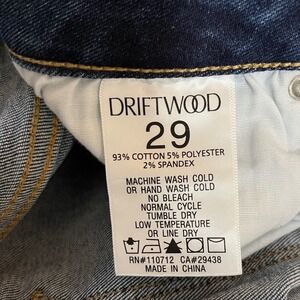 DRIFTWOOD
29
93% COTTON 5% POLYESTER
2% SPANDEX
MACHINE WASH COLD
OR HAND WASH COLD
NO BLEACH
NORMAL CYCLE
TUMBLE DRY
LOW TEMPERATURE
OR LINE DRY
RN#110712 CA#29438
MADE IN CHINA